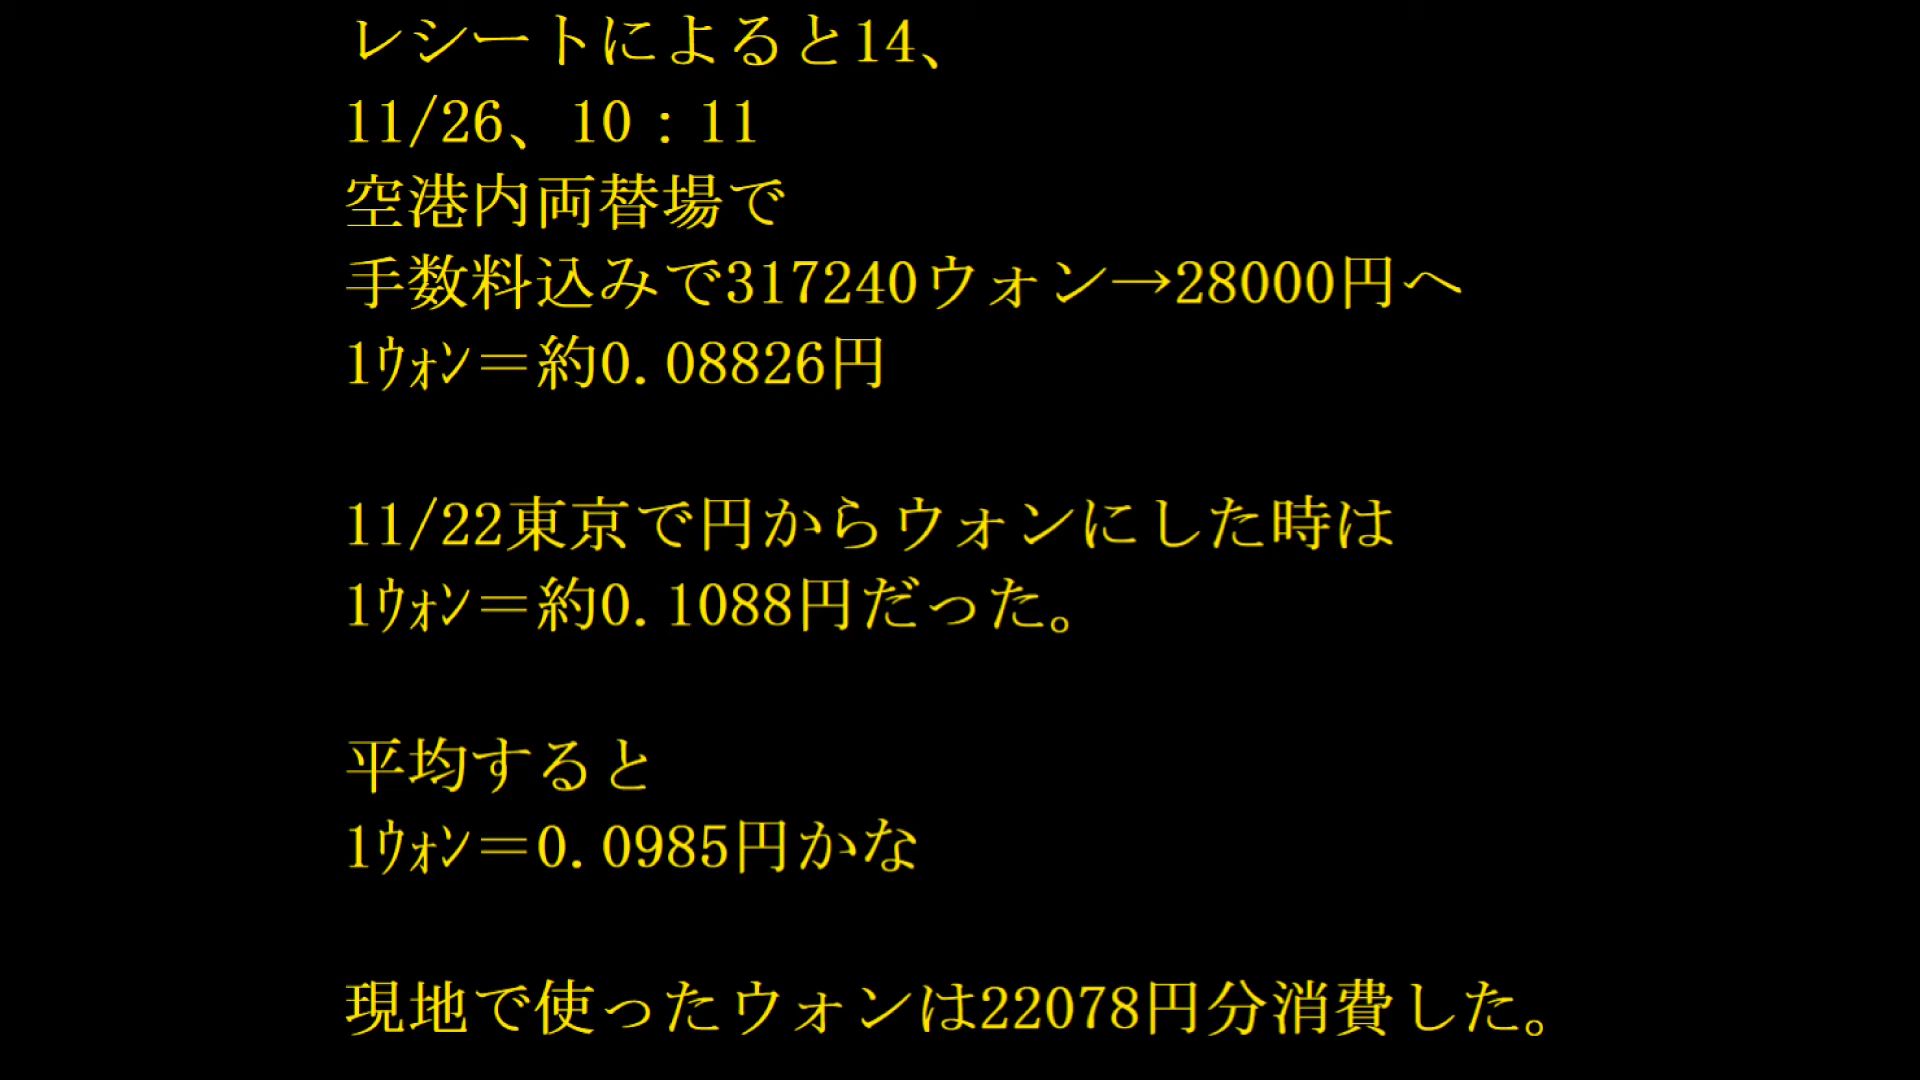 レシートによると14、
11/26、10：11
空港内両替場で
手数料込みで317240ウォン→28000円へ
1ｳｫﾝ＝約0.08826円
11/22東京で円からウォンにした時は
1ｳｫﾝ＝約0.1088円だった。
平均すると
1ｳｫﾝ＝0.0985円かな
現地で使ったウォンは22078円分消費した。